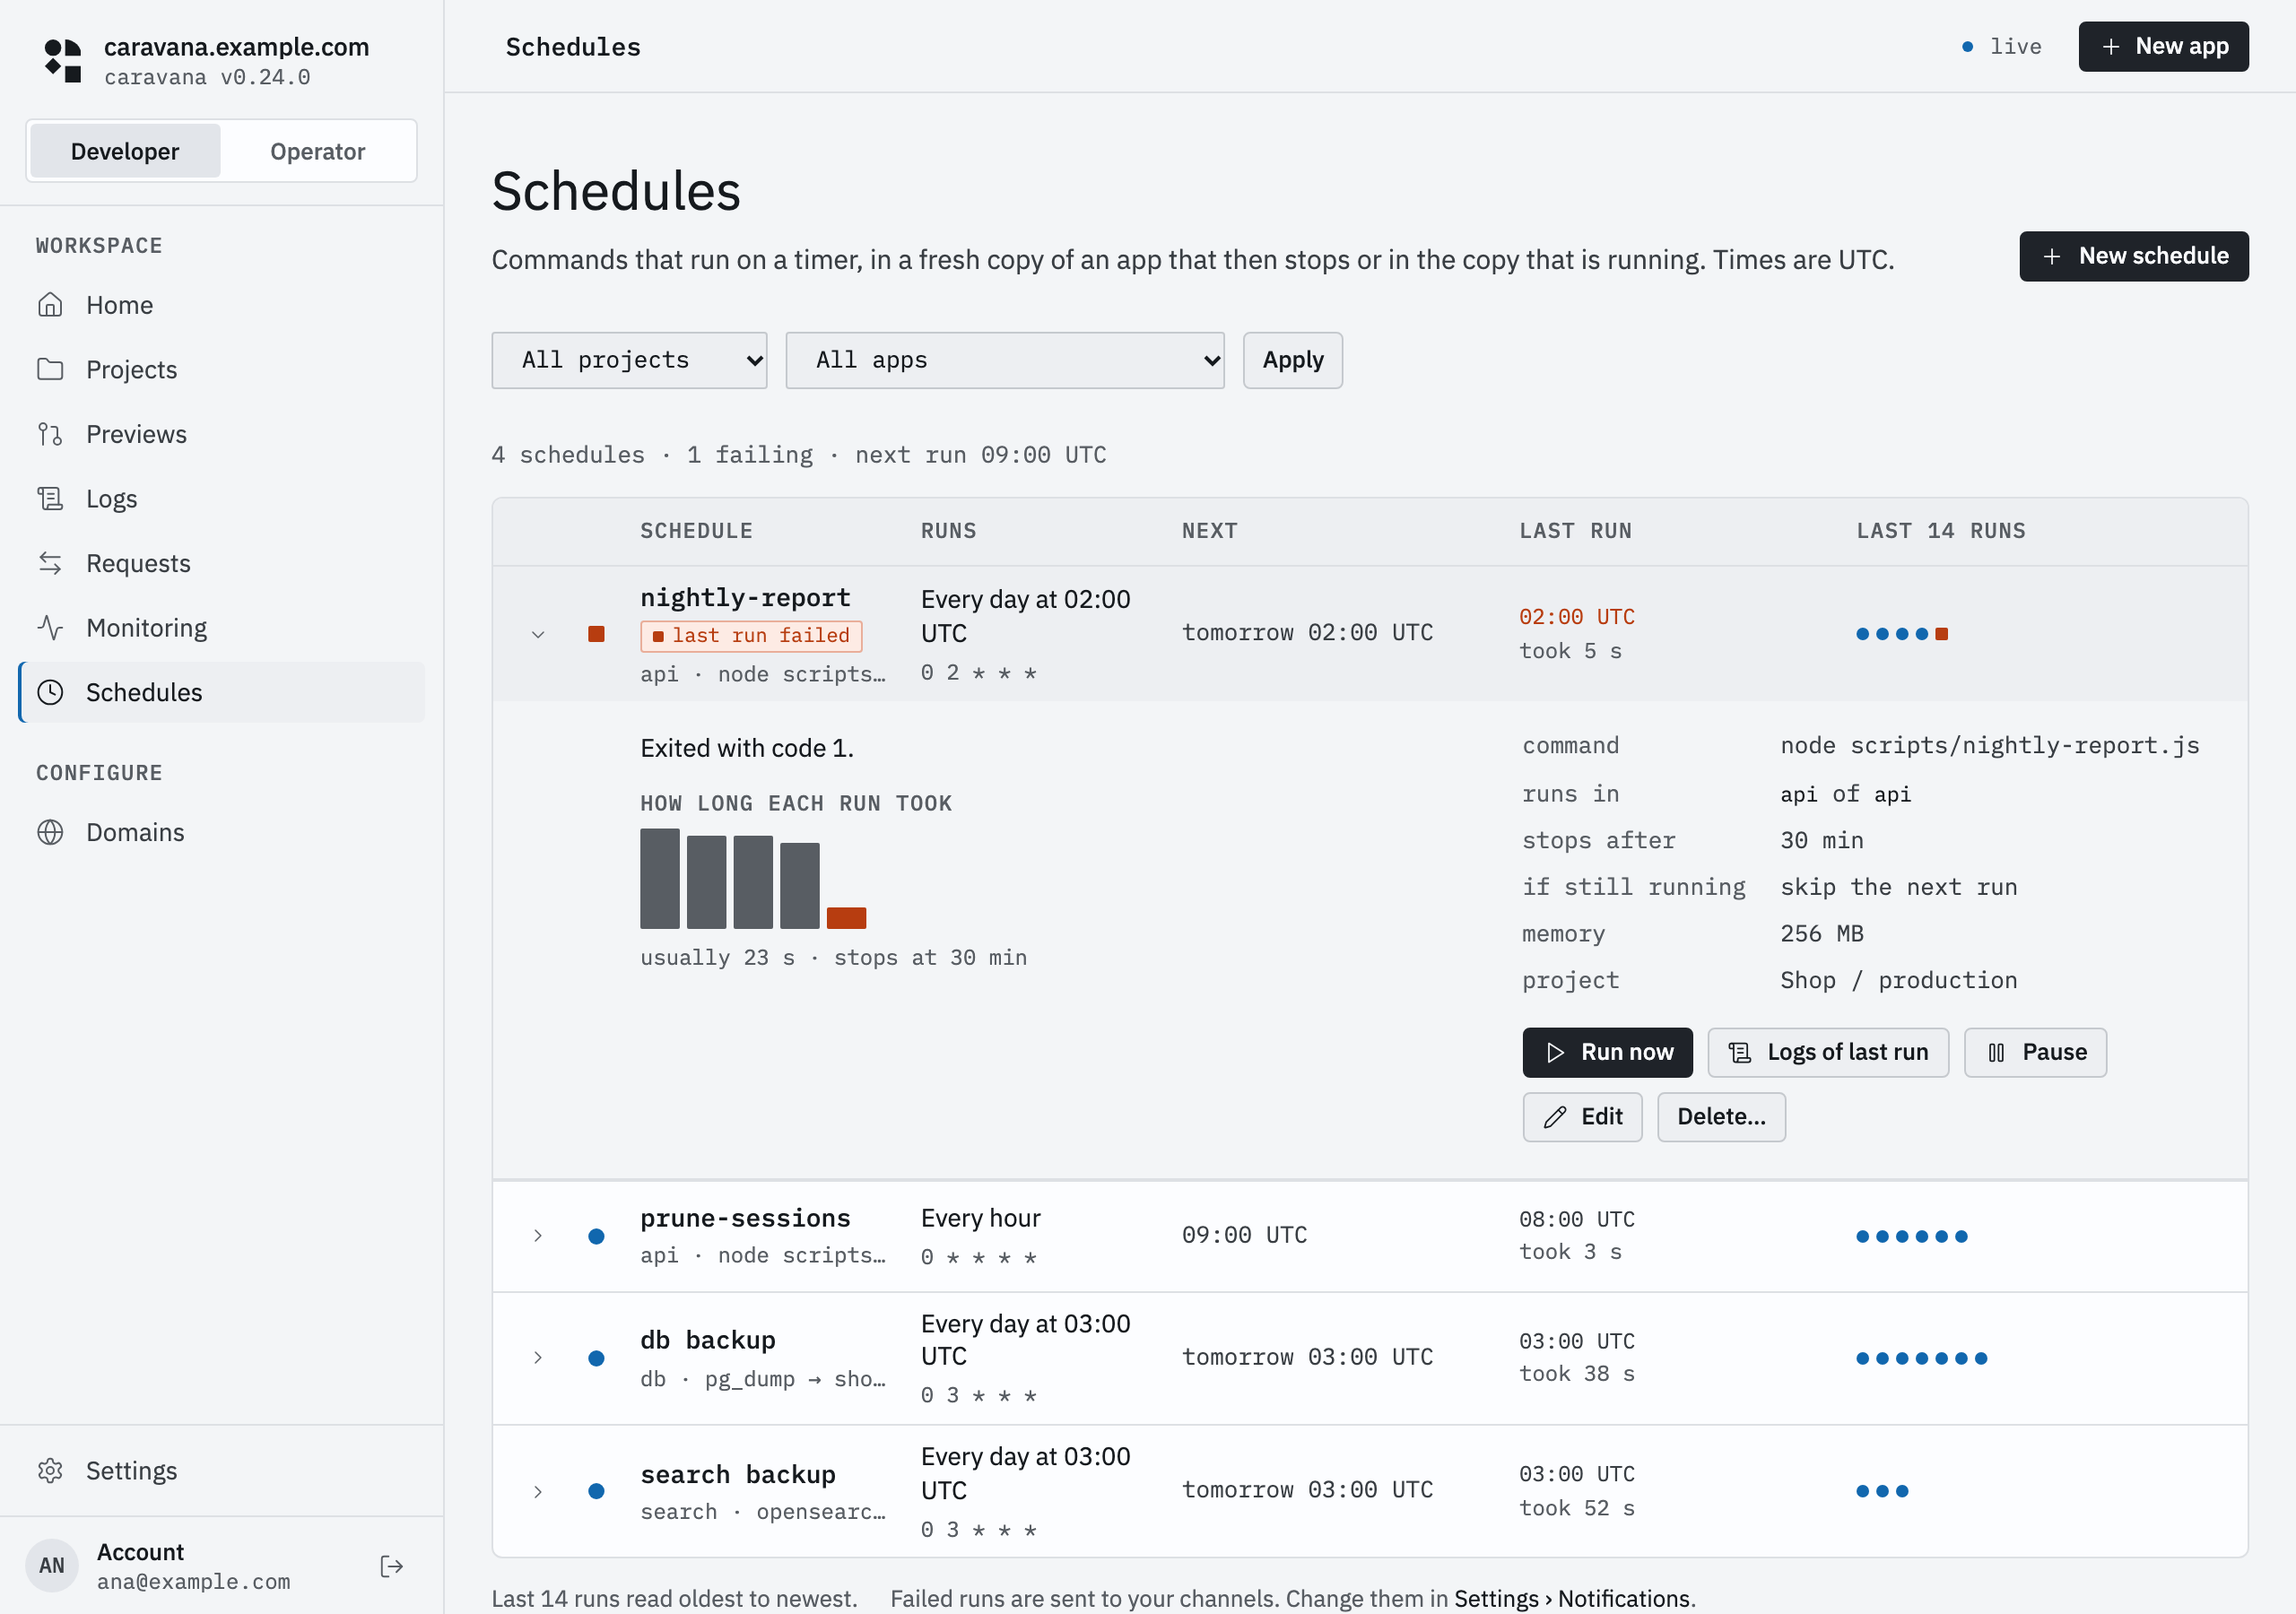 caravana.example.com
caravana v0.24.0
Developer
Operator
WORKSPACE
Home
Projects
Previews
Logs
Requests
Monitoring
Schedules
CONFIGURE
Domains
Settings
AN
Account
ana@example.com
Schedules
live
New app
Schedules
Commands that run on a timer, in a fresh copy of an app that then stops or in the copy that is running. Times are UTC.
New schedule
All projects
All apps
Apply
4 schedules · 1 failing · next run 09:00 UTC
SCHEDULE RUNS NEXT LAST RUN LAST 14 RUNS
nightly-report
last run failed
api · node scripts…
Every day at 02:00
UTC
0 2 * * *
tomorrow 02:00 UTC
02:00 UTC
took 5 s
Exited with code 1.
HOW LONG EACH RUN TOOK
usually 23 s · stops at 30 min
command node scripts/nightly-report.js
runs in api of api
stops after 30 min
if still running skip the next run
memory 256 MB
project Shop / production
Run now
Logs of last run
Pause
Edit
Delete…
prune-sessions
api · node scripts…
Every hour
0 * * * *
09:00 UTC
08:00 UTC
took 3 s
db backup
db · pg_dump → sho…
Every day at 03:00
UTC
0 3 * * *
tomorrow 03:00 UTC
03:00 UTC
took 38 s
search backup
search · opensearc…
Every day at 03:00
UTC
0 3 * * *
tomorrow 03:00 UTC
03:00 UTC
took 52 s
Last 14 runs read oldest to newest. Failed runs are sent to your channels. Change them in Settings › Notifications.